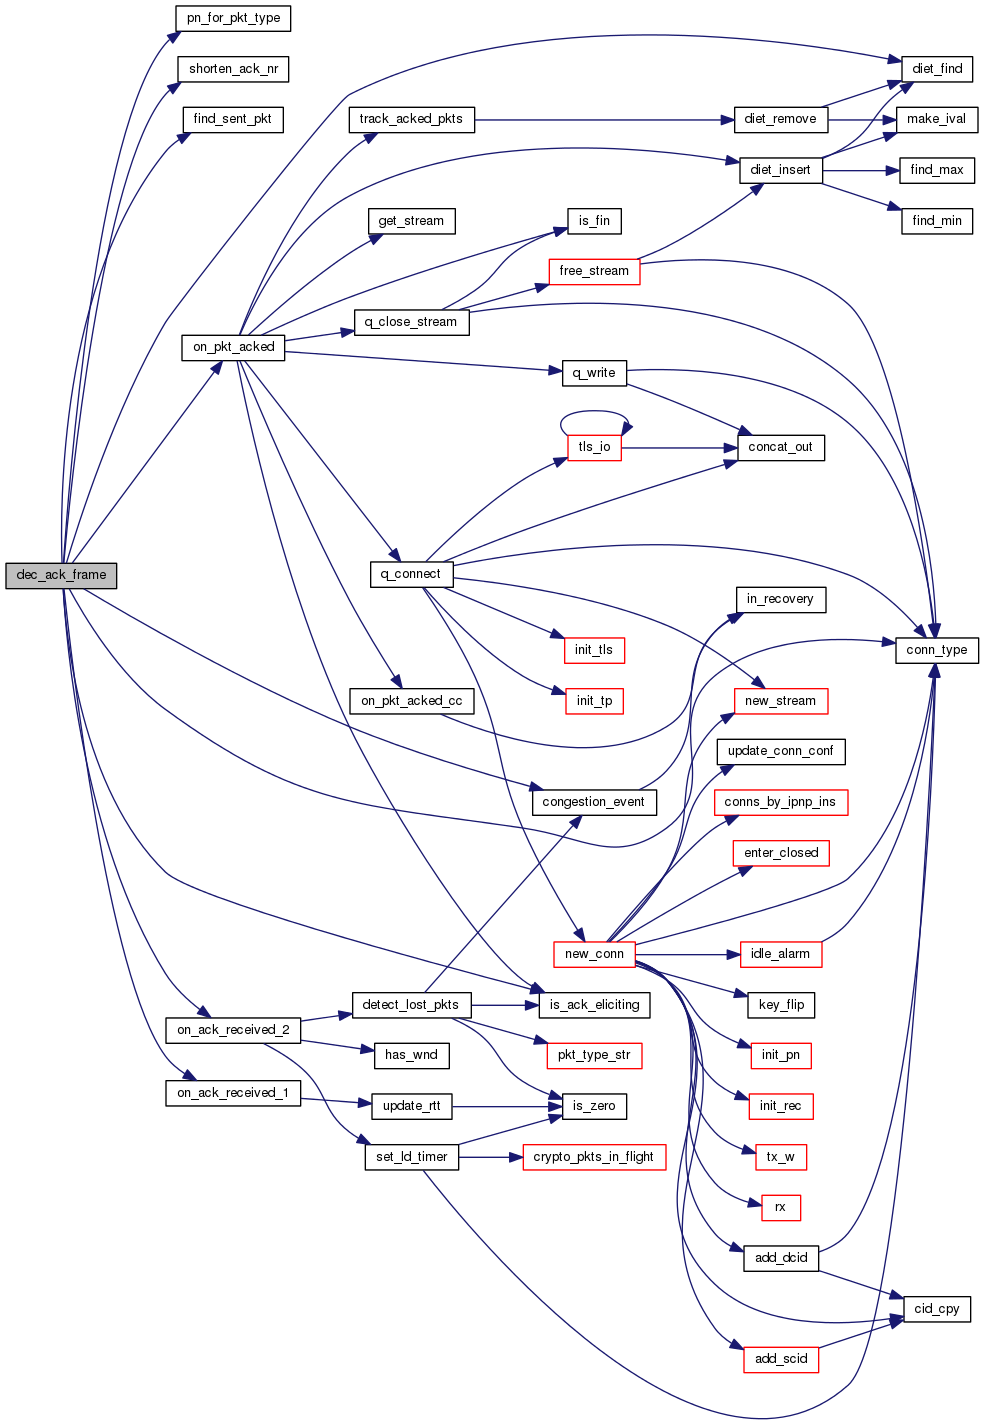 pn_for_pkt_type
shorten_ack_nr
diet_find
find_sent_pkt
track_acked_pkts
diet_remove
make_ival
diet_insert
find_max
get_stream
is_fin
find_min
free_stream
q_close_stream
on_pkt_acked
q_write
tls_io
concat_out
dec_ack_frame
q_connect
in_recovery
init_tls
conn_type
on_pkt_acked_cc
init_tp
new_stream
update_conn_conf
congestion_event
conns_by_ipnp_ins
enter_closed
new_conn
idle_alarm
detect_lost_pkts
is_ack_eliciting
key_flip
on_ack_received_2
has_wnd
pkt_type_str
init_pn
on_ack_received_1
update_rtt
is_zero
init_rec
set_ld_timer
crypto_pkts_in_flight
tx_w
rx
add_dcid
cid_cpy
add_scid